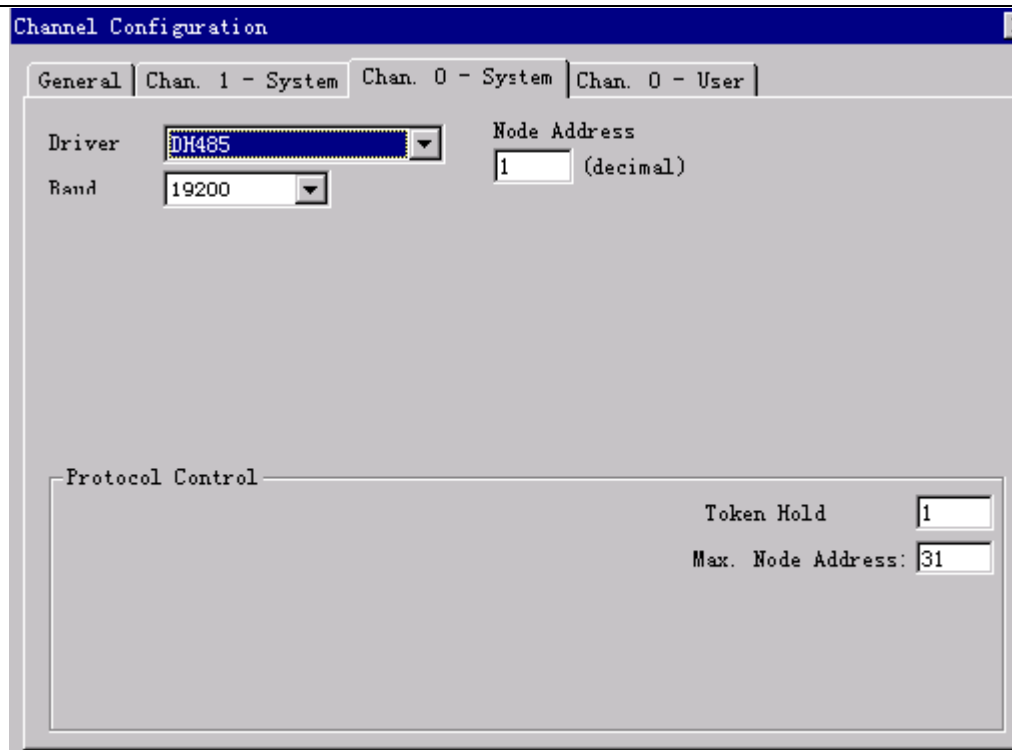 Channel Configuration
General Chan. 1 - System Chan. 0 - System Chan. 0 - User
Driver DH485
Node Address
1 (decimal)
Baud 19200
Protocol Control
Token Hold 1
Max. Node Address: 31